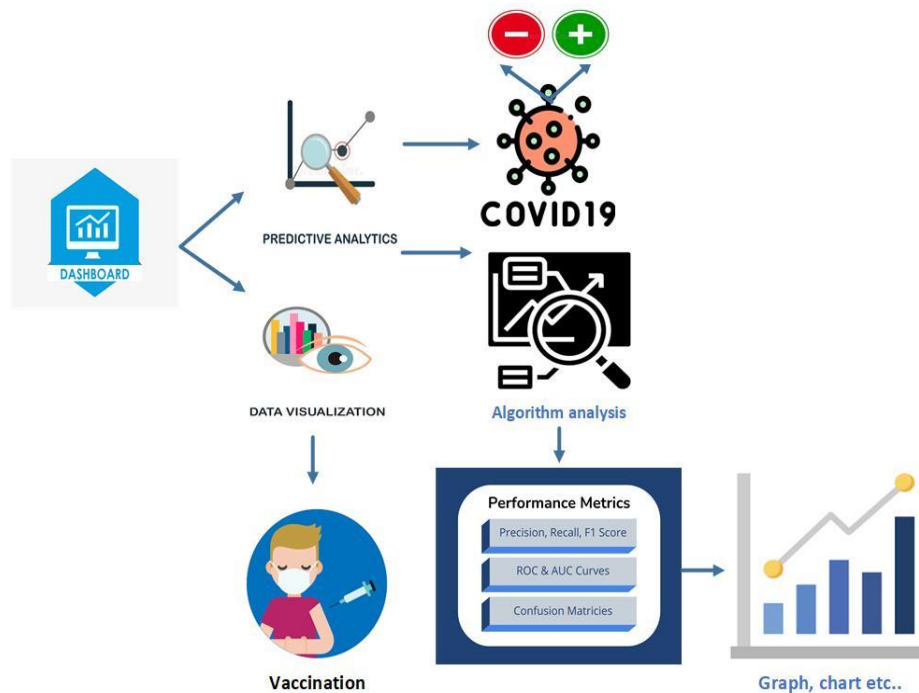 COVID19
DASHBOARD
PREDICTIVE ANALYTICS
DATA VISUALIZATION
Algorithm analysis
Performance Metrics
Precision, Recall, F1 Score
ROC & AUC Curves
Confusion Matricies
Vaccination
Graph, chart etc..